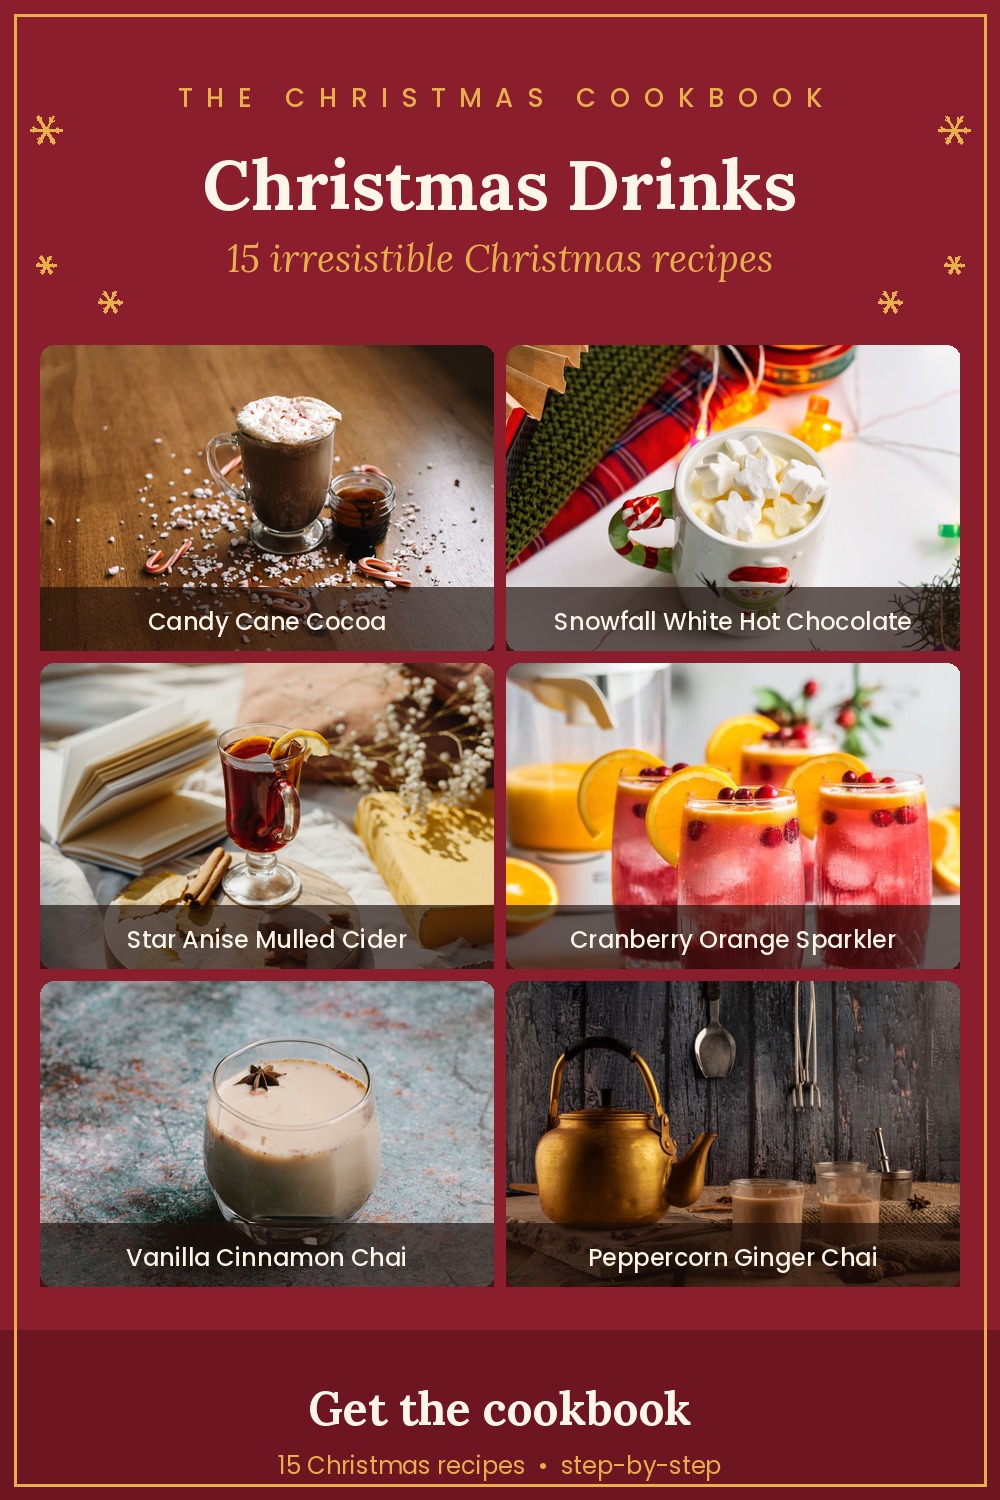 THE CHRISTMAS COOKBOOK
Christmas Drinks
15 irresistible Christmas recipes
Candy Cane Cocoa
Snowfall White Hot Chocolate
Star Anise Mulled Cider
Cranberry Orange Sparkler
Vanilla Cinnamon Chai
Peppercorn Ginger Chai
Get the cookbook
15 Christmas recipes • step-by-step